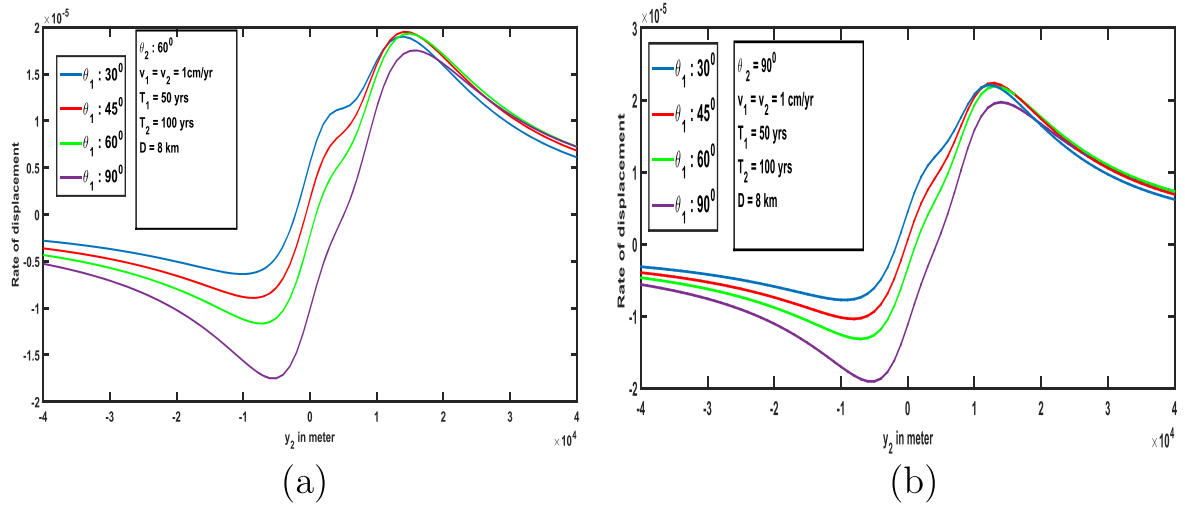 ×10⁻⁵
2
1.5
1
0.5
0
-0.5
-1
-1.5
-2
-4
-3
-2
-1
0
1
2
3
4
×10⁴
Rate of displacement
y₂ in meter
θ₁ : 30⁰
θ₁ : 45⁰
θ₁ : 60⁰
θ₁ : 90⁰
θ₂ : 60⁰
v₁ = v₂ = 1cm/yr
T₁ = 50 yrs
T₂ = 100 yrs
D = 8 km
(a)
×10⁻⁵
3
2
1
0
-1
-2
-4
-3
-2
-1
0
1
2
3
4
×10⁴
Rate of displacement
y₂ in meter
θ₁ : 30⁰
θ₁ : 45⁰
θ₁ : 60⁰
θ₁ : 90⁰
θ₂ = 90⁰
v₁ = v₂ = 1 cm/yr
T₁ = 50 yrs
T₂ = 100 yrs
D = 8 km
(b)